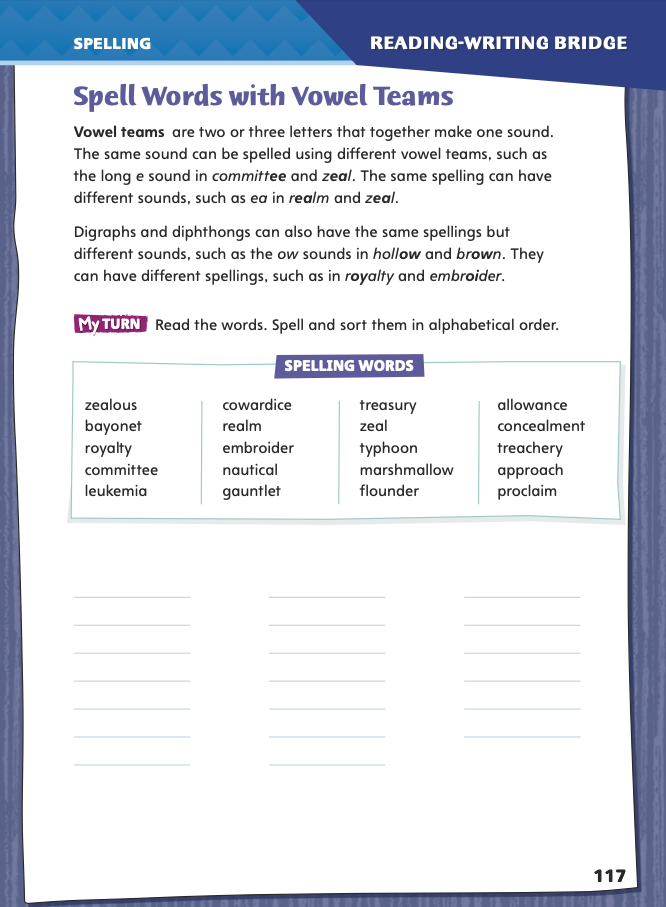 SPELLING
READING-WRITING BRIDGE
Spell Words with Vowel Teams
Vowel teams are two or three letters that together make one sound.
The same sound can be spelled using different vowel teams, such as
the long e sound in committee and zeal. The same spelling can have
different sounds, such as ea in realm and zeal.
Digraphs and diphthongs can also have the same spellings but
different sounds, such as the ow sounds in hollow and brown. They
can have different spellings, such as in royalty and embroider.
My TURN Read the words. Spell and sort them in alphabetical order.
SPELLING WORDS
zealous
bayonet
royalty
committee
leukemia
cowardice
realm
embroider
nautical
gauntlet
treasury
zeal
typhoon
marshmallow
flounder
allowance
concealment
treachery
approach
proclaim
117